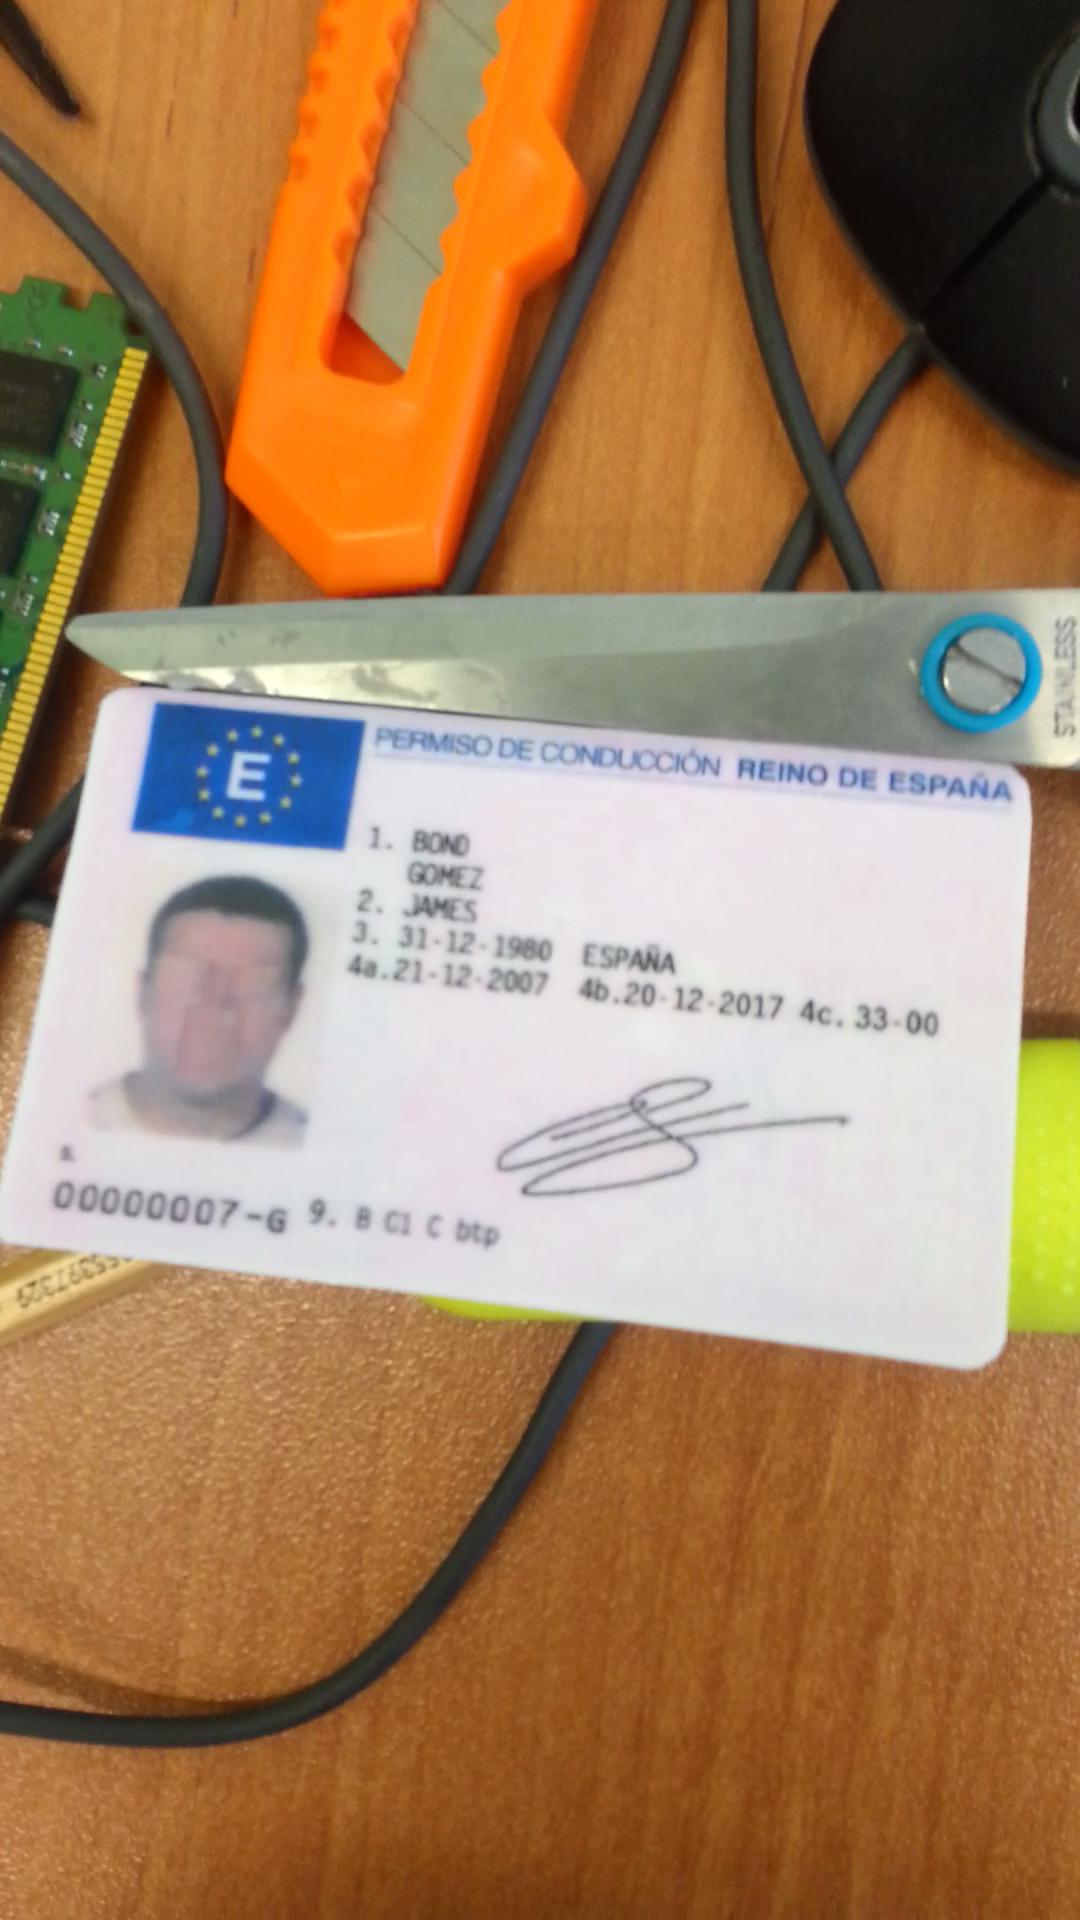 STAINLESS
E
PERMISO DE CONDUCCIÓN REINO DE ESPAÑA
1. BOND
GOMEZ
2. JAMES
3. 31-12-1980 ESPAÑA
4a.21-12-2007 4b.20-12-2017 4c. 33-00
5.
00000007-G 9. B C1 C btp